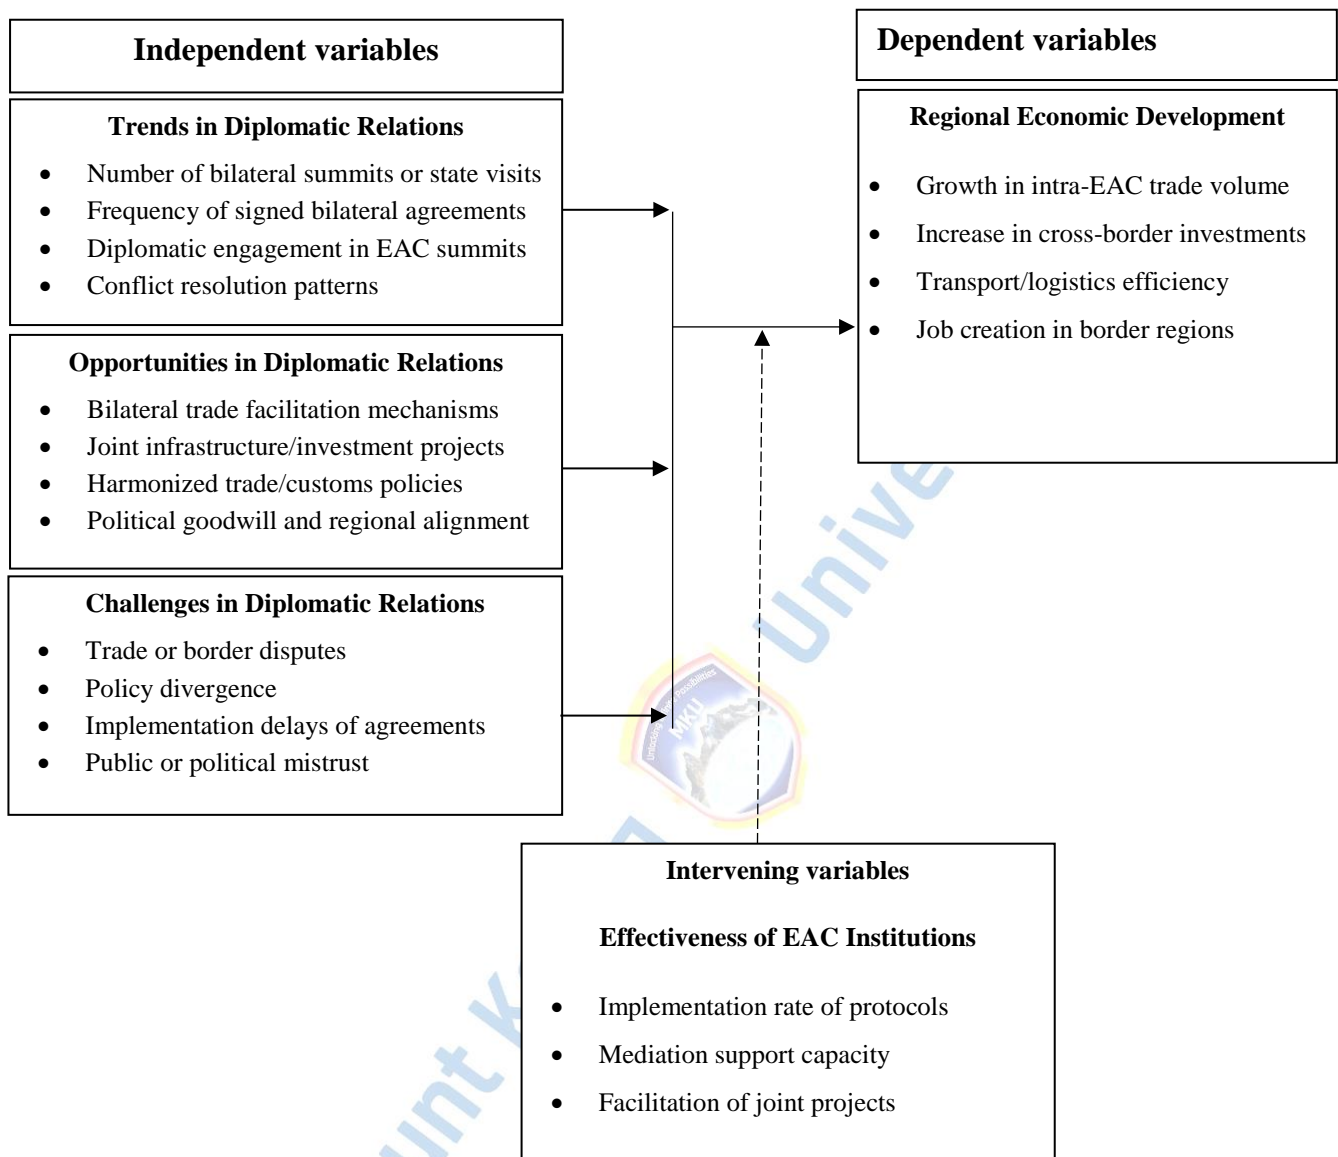 Independent variables
Trends in Diplomatic Relations
• Number of bilateral summits or state visits
• Frequency of signed bilateral agreements
• Diplomatic engagement in EAC summits
• Conflict resolution patterns
Opportunities in Diplomatic Relations
• Bilateral trade facilitation mechanisms
• Joint infrastructure/investment projects
• Harmonized trade/customs policies
• Political goodwill and regional alignment
Challenges in Diplomatic Relations
• Trade or border disputes
• Policy divergence
• Implementation delays of agreements
• Public or political mistrust
Dependent variables
Regional Economic Development
• Growth in intra-EAC trade volume
• Increase in cross-border investments
• Transport/logistics efficiency
• Job creation in border regions
Intervening variables
Effectiveness of EAC Institutions
• Implementation rate of protocols
• Mediation support capacity
• Facilitation of joint projects
MKU